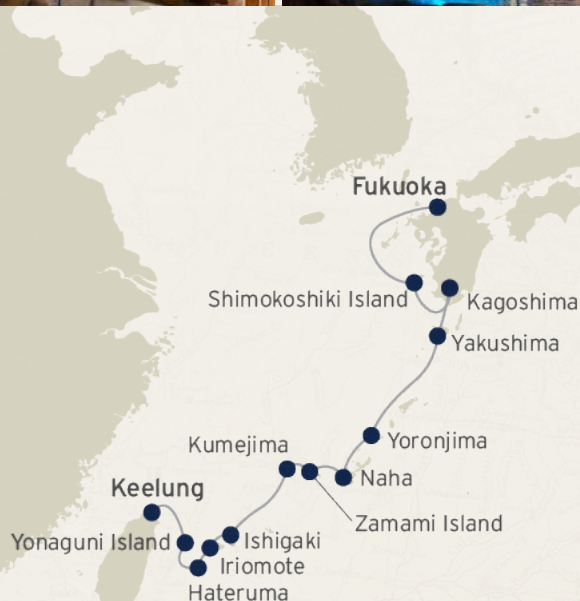 Fukuoka
Shimokoshiki Island
Kagoshima
Yakushima
Yoronjima
Kumejima
Naha
Keelung
Zamami Island
Yonaguni Island
Ishigaki
Iriomote
Hateruma